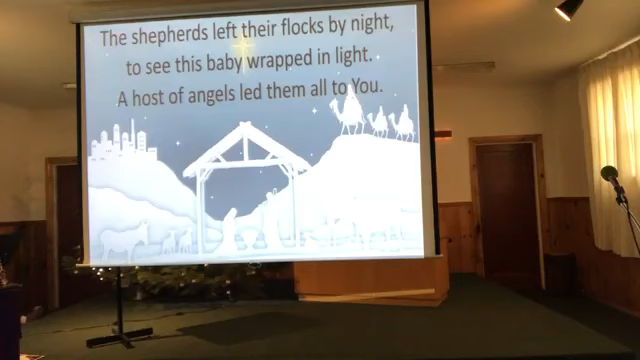 The shepherds left their flocks by night,
to see this baby wrapped in light.
A host of angels led them all to You.